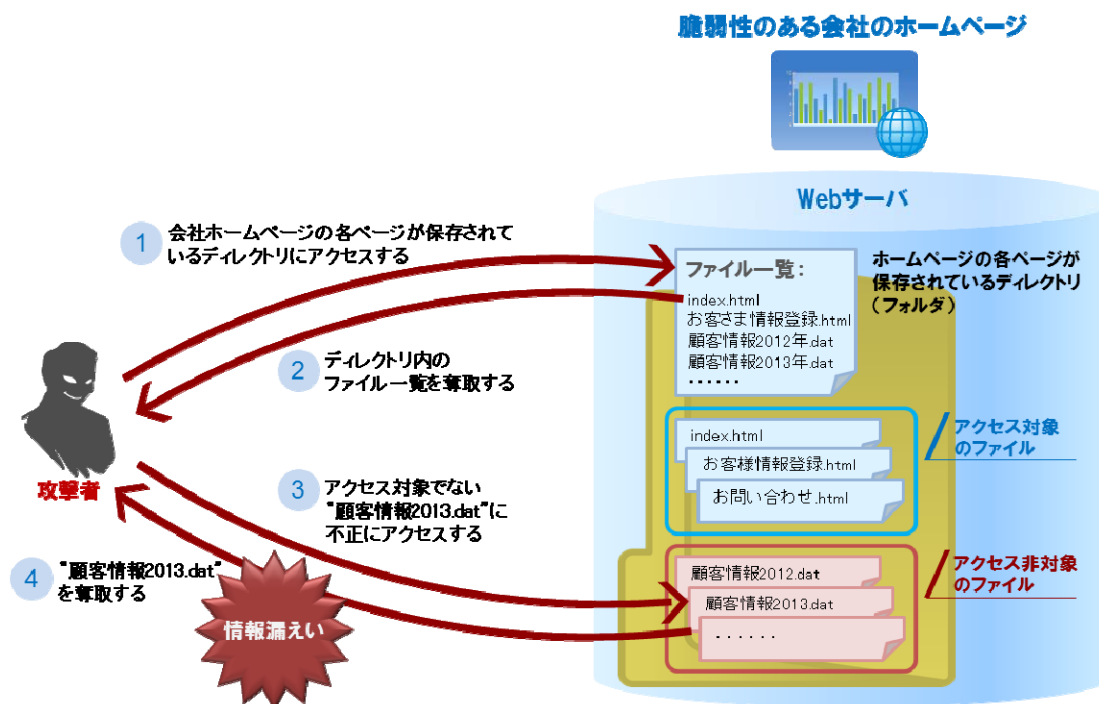 脆弱性のある会社のホームページ
Webサーバ
1
会社ホームページの各ページが保存されて
いるディレクトリにアクセスする
ファイル一覧:
index.html
お客さま情報登録.html
顧客情報2012年.dat
顧客情報2013年.dat
・・・・・・
ホームページの各ページが
保存されているディレクトリ
(フォルダ)
2
ディレクトリ内の
ファイル一覧を奪取する
index.html
お客様情報登録.html
お問い合わせ.html
アクセス対象
のファイル
攻撃者
3
アクセス対象でない
"顧客情報2013.dat"に
不正にアクセスする
4
"顧客情報2013.dat"
を奪取する
情報漏えい
顧客情報2012.dat
顧客情報2013.dat
・・・・・・
アクセス非対象
のファイル